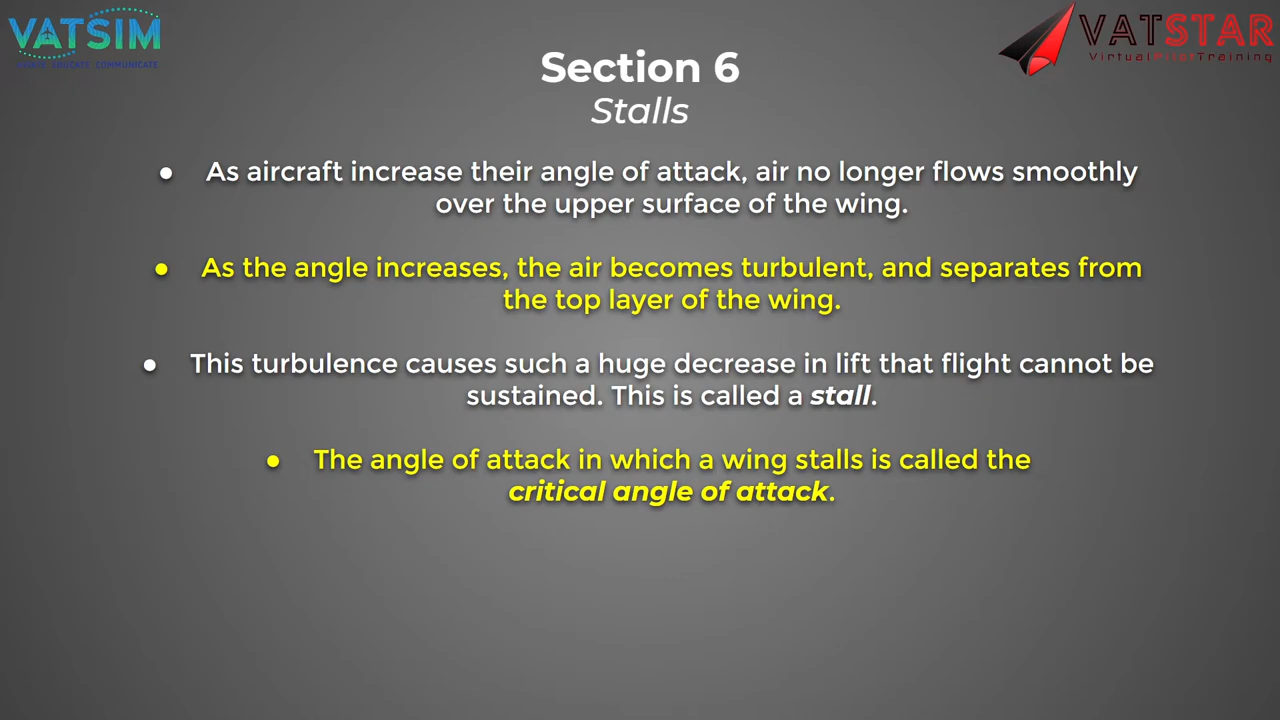 VATSIM
VATSTAR
VirtualPilotTraining
Section 6
Stalls
● As aircraft increase their angle of attack, air no longer flows smoothly
over the upper surface of the wing.
● As the angle increases, the air becomes turbulent, and separates from
the top layer of the wing.
● This turbulence causes such a huge decrease in lift that flight cannot be
sustained. This is called a stall.
● The angle of attack in which a wing stalls is called the
critical angle of attack.